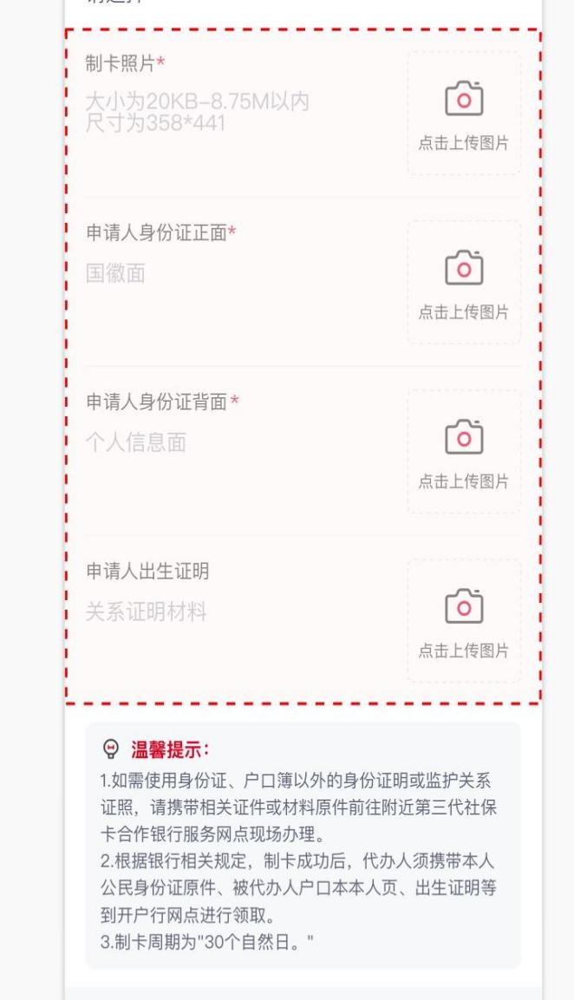 制卡照片*
大小为20KB-8.75M以内
尺寸为358*441
点击上传图片
申请人身份证正面*
国徽面
点击上传图片
申请人身份证背面*
个人信息面
点击上传图片
申请人出生证明
关系证明材料
点击上传图片
温馨提示：
1.如需使用身份证、户口簿以外的身份证明或监护关系
证照，请携带相关证件或材料原件前往附近第三代社保
卡合作银行服务网点现场办理。
2.根据银行相关规定，制卡成功后，代办人须携带本人
公民身份证原件、被代办人户口本本人页、出生证明等
到开户行网点进行领取。
3.制卡周期为"30个自然日。"